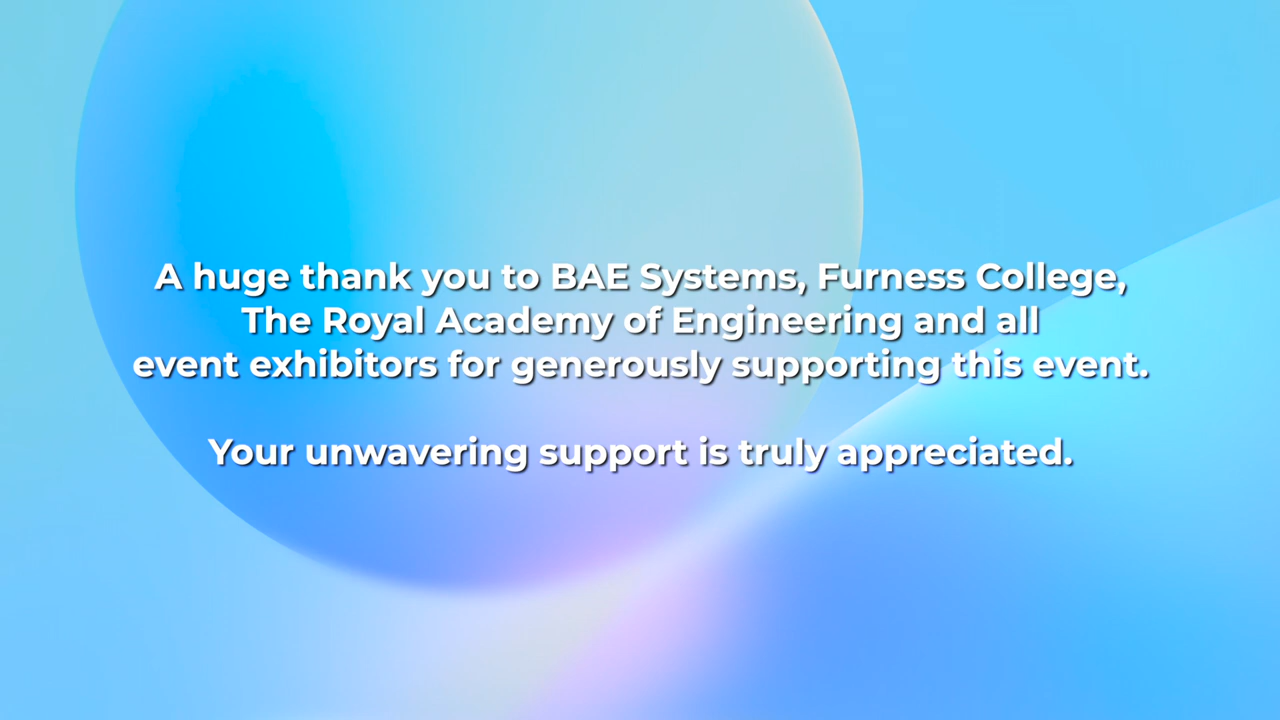 A huge thank you to BAE Systems, Furness College,
The Royal Academy of Engineering and all
event exhibitors for generously supporting this event.
Your unwavering support is truly appreciated.